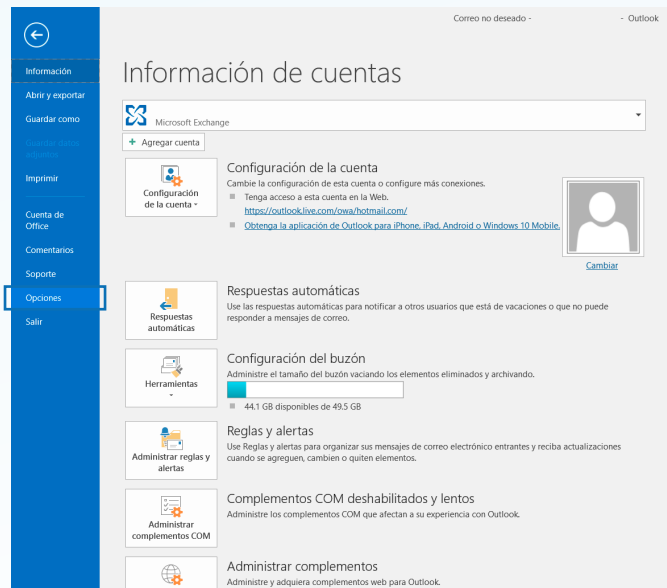 Correo no deseado - - Outlook
Información
Abrir y exportar
Guardar como
Guardar datos
adjuntos
Imprimir
Cuenta de
Office
Comentarios
Soporte
Opciones
Salir
Información de cuentas
Microsoft Exchange
+ Agregar cuenta
Configuración
de la cuenta
Configuración de la cuenta
Cambie la configuración de esta cuenta o configure más conexiones.
Tenga acceso a esta cuenta en la Web.
https://outlook.live.com/owa/hotmail.com/
Obtenga la aplicación de Outlook para iPhone, iPad, Android o Windows 10 Mobile.
Cambiar
Respuestas
automáticas
Respuestas automáticas
Use las respuestas automáticas para notificar a otros usuarios que está de vacaciones o que no puede
responder a mensajes de correo.
Herramientas
Configuración del buzón
Administre el tamaño del buzón vaciando los elementos eliminados y archivando.
44.1 GB disponibles de 49.5 GB
Administrar reglas y
alertas
Reglas y alertas
Use Reglas y alertas para organizar sus mensajes de correo electrónico entrantes y reciba actualizaciones
cuando se agreguen, cambien o quiten elementos.
Administrar
complementos COM
Complementos COM deshabilitados y lentos
Administre los complementos COM que afectan a su experiencia con Outlook.
Administrar complementos
Administre y adquiera complementos web para Outlook.